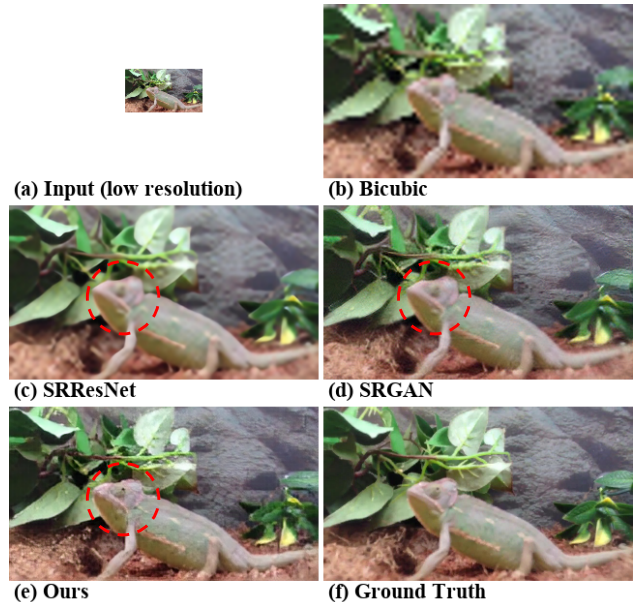 (a) Input (low resolution)
(b) Bicubic
(c) SRResNet
(d) SRGAN
(e) Ours
(f) Ground Truth